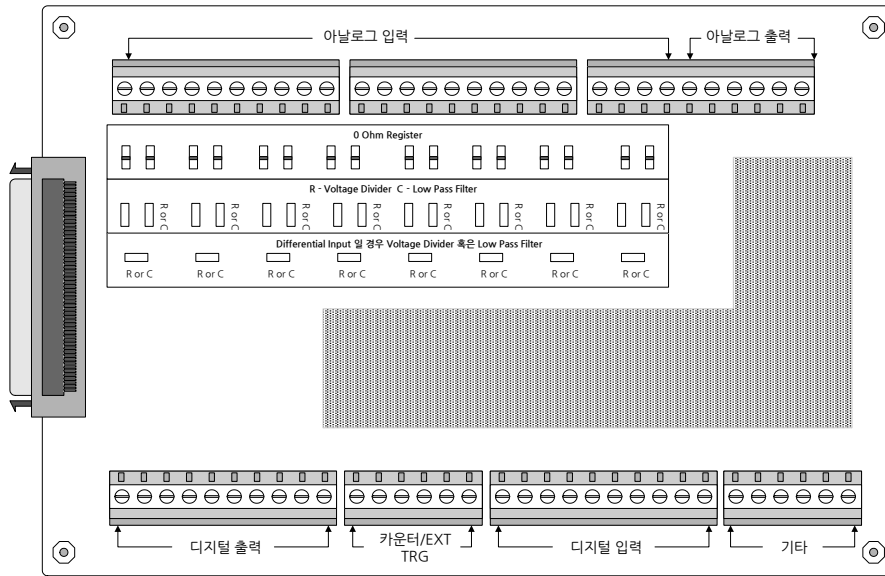 아날로그 입력
아날로그 출력
0 Ohm Register
R - Voltage Divider C - Low Pass Filter
R or C
R or C
R or C
R or C
R or C
R or C
R or C
R or C
Differential Input 일 경우 Voltage Divider 혹은 Low Pass Filter
R or C
R or C
R or C
R or C
R or C
R or C
R or C
R or C
디지털 출력
카운터/EXT
TRG
디지털 입력
기타